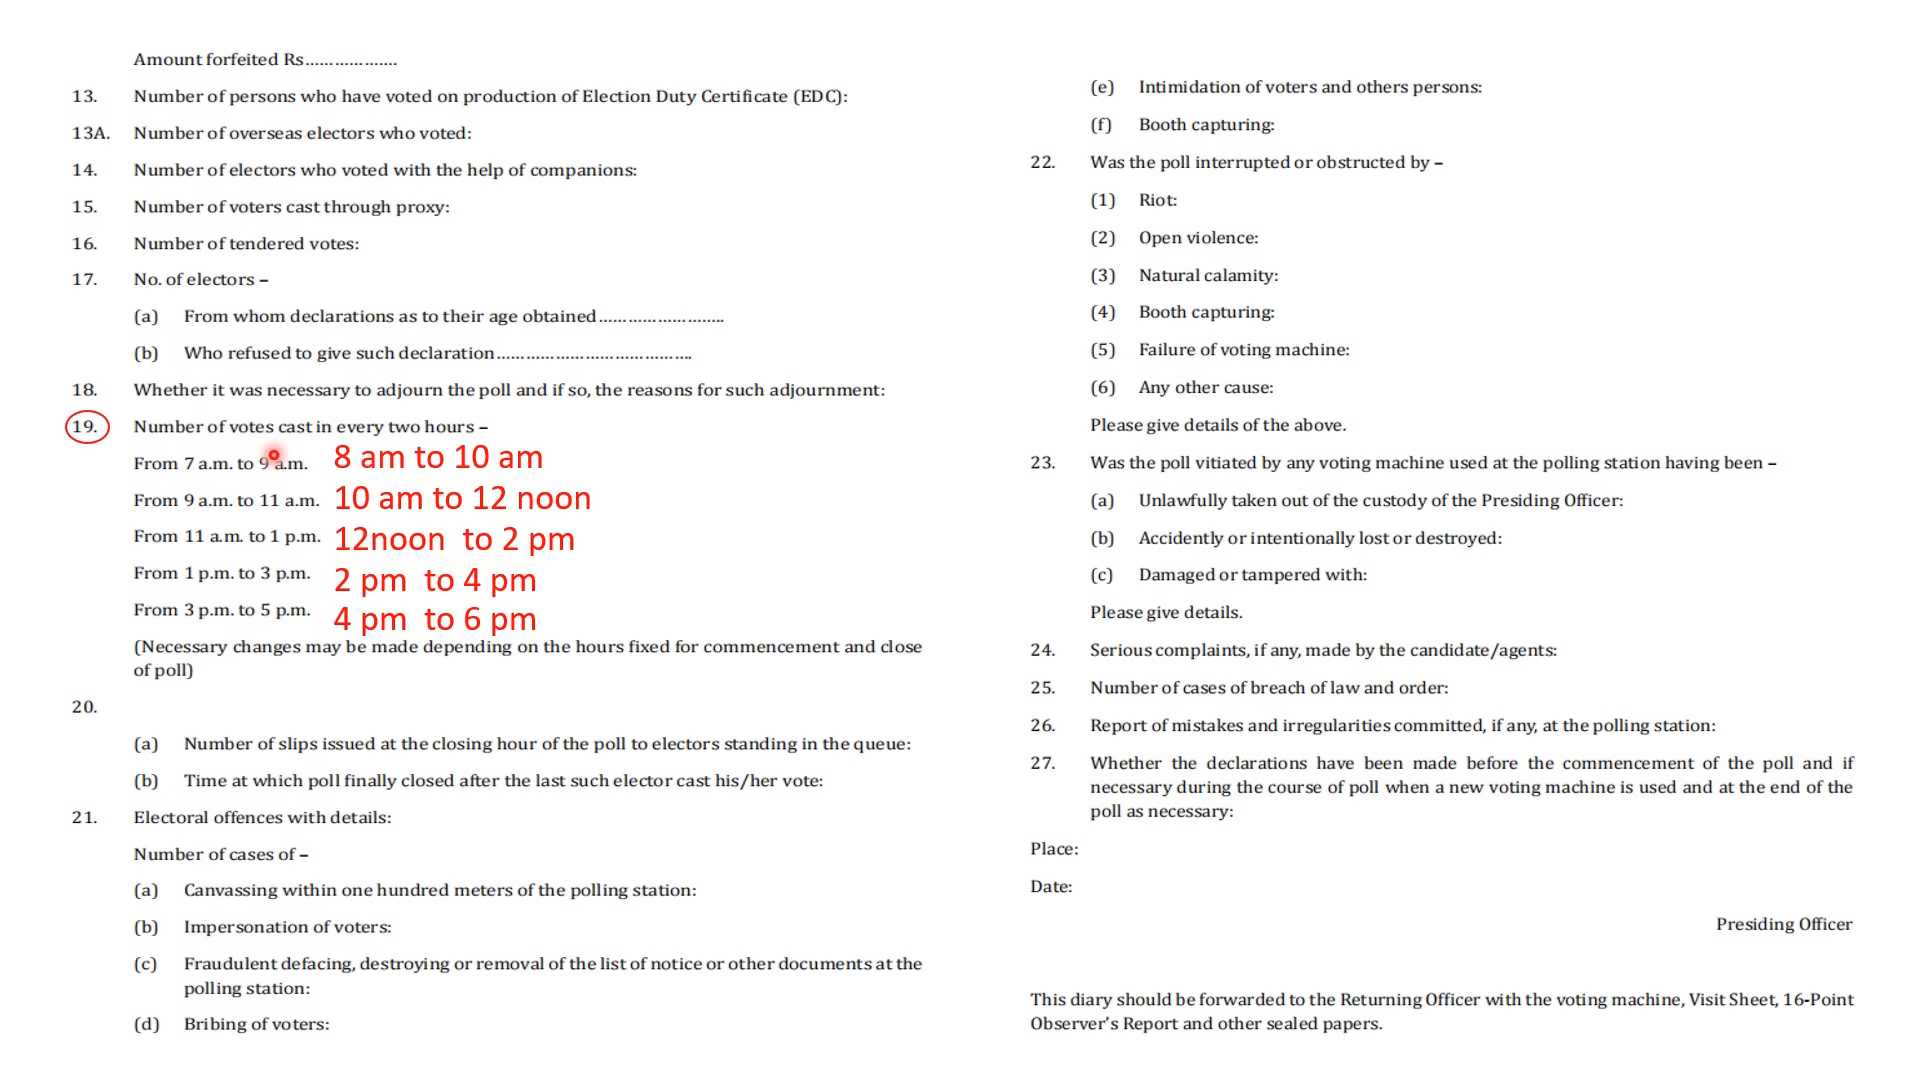 Amount forfeited Rs...................
13. Number of persons who have voted on production of Election Duty Certificate (EDC):
13A. Number of overseas electors who voted:
14. Number of electors who voted with the help of companions:
15. Number of voters cast through proxy:
16. Number of tendered votes:
17. No. of electors –
(a) From whom declarations as to their age obtained..........................
(b) Who refused to give such declaration........................................
18. Whether it was necessary to adjourn the poll and if so, the reasons for such adjournment:
19. Number of votes cast in every two hours –
From 7 a.m. to 9 a.m. 8 am to 10 am
From 9 a.m. to 11 a.m. 10 am to 12 noon
From 11 a.m. to 1 p.m. 12noon to 2 pm
From 1 p.m. to 3 p.m. 2 pm to 4 pm
From 3 p.m. to 5 p.m. 4 pm to 6 pm
(Necessary changes may be made depending on the hours fixed for commencement and close
of poll)
20.
(a) Number of slips issued at the closing hour of the poll to electors standing in the queue:
(b) Time at which poll finally closed after the last such elector cast his/her vote:
21. Electoral offences with details:
Number of cases of –
(a) Canvassing within one hundred meters of the polling station:
(b) Impersonation of voters:
(c) Fraudulent defacing, destroying or removal of the list of notice or other documents at the
polling station:
(d) Bribing of voters:
(e) Intimidation of voters and others persons:
(f) Booth capturing:
22. Was the poll interrupted or obstructed by –
(1) Riot:
(2) Open violence:
(3) Natural calamity:
(4) Booth capturing:
(5) Failure of voting machine:
(6) Any other cause:
Please give details of the above.
23. Was the poll vitiated by any voting machine used at the polling station having been –
(a) Unlawfully taken out of the custody of the Presiding Officer:
(b) Accidently or intentionally lost or destroyed:
(c) Damaged or tampered with:
Please give details.
24. Serious complaints, if any, made by the candidate/agents:
25. Number of cases of breach of law and order:
26. Report of mistakes and irregularities committed, if any, at the polling station:
27. Whether the declarations have been made before the commencement of the poll and if
necessary during the course of poll when a new voting machine is used and at the end of the
poll as necessary:
Place:
Date:
Presiding Officer
This diary should be forwarded to the Returning Officer with the voting machine, Visit Sheet, 16-Point
Observer's Report and other sealed papers.